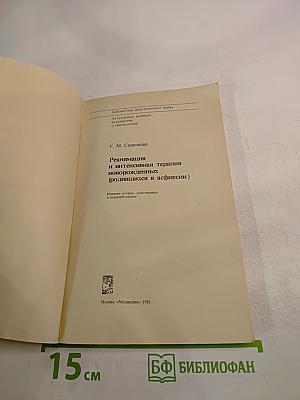 Библиотека практического врача
Актуальные вопросы
акушерства
и гинекологии
Г. М. Савельева
Реанимация
и интенсивная терапия
новорожденных
(родившихся в асфиксии)
Издание второе, дополненное
и переработанное
Москва «Медицина» 1981
15 см
БФ БИБЛИОФАН